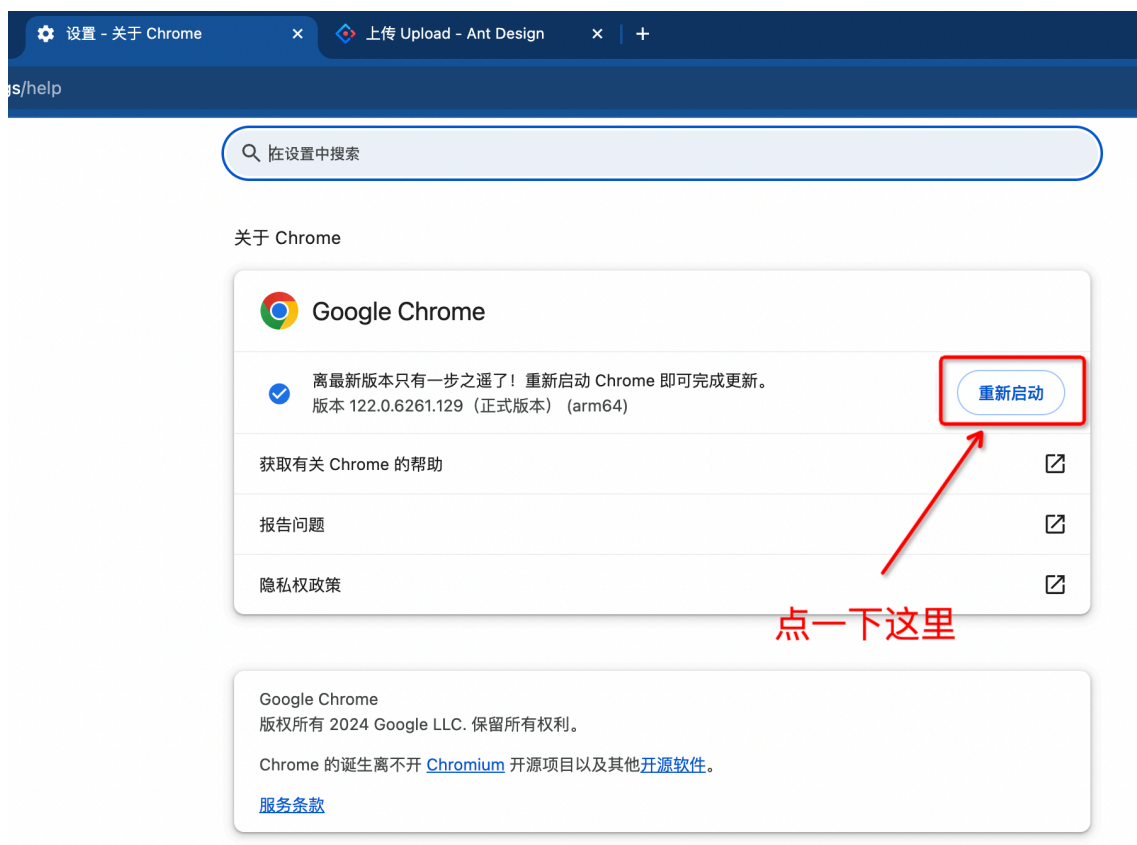 设置 - 关于 Chrome
上传 Upload - Ant Design
gs/help
在设置中搜索
关于 Chrome
Google Chrome
离最新版本只有一步之遥了！重新启动 Chrome 即可完成更新。
版本 122.0.6261.129（正式版本） (arm64)
重新启动
获取有关 Chrome 的帮助
报告问题
隐私权政策
点一下这里
Google Chrome
版权所有 2024 Google LLC. 保留所有权利。
Chrome 的诞生离不开 Chromium 开源项目以及其他开源软件。
服务条款